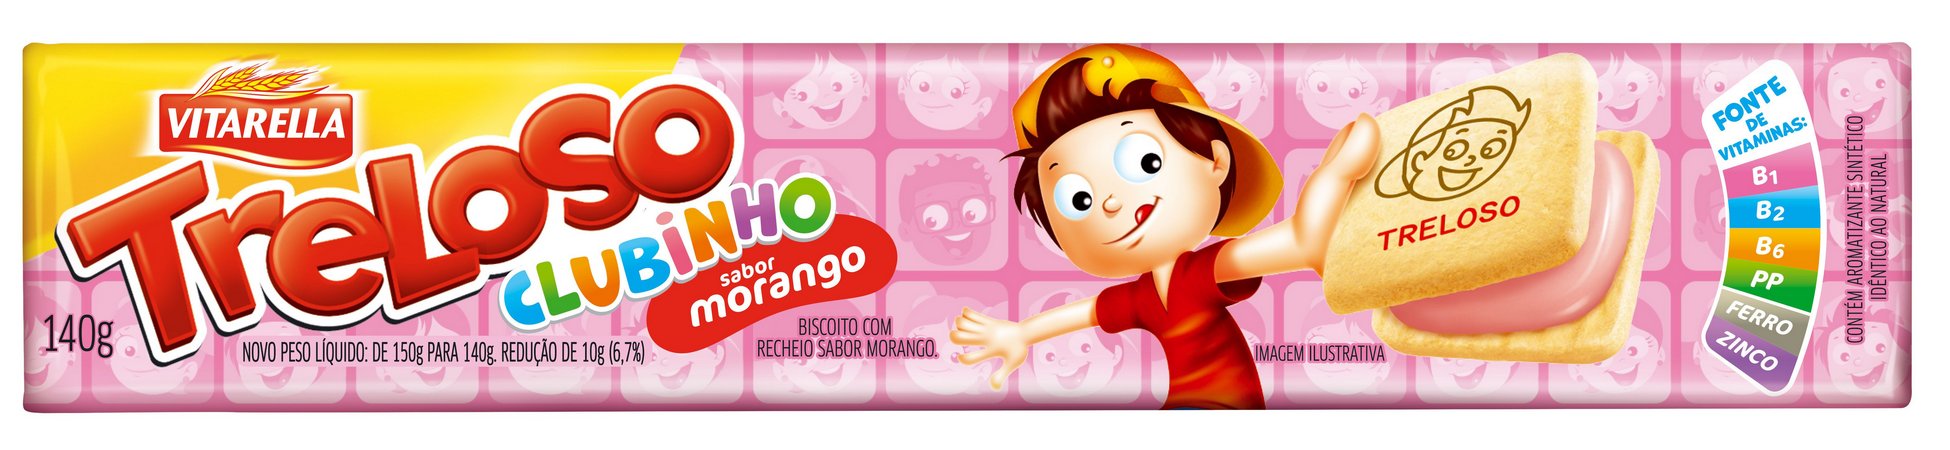 VITARELLA
TreLoso
CLUBiNHO
sabor
morango
140g
NOVO PESO LÍQUIDO: DE 150g PARA 140g. REDUÇÃO DE 10g (6,7%)
BISCOITO COM
RECHEIO SABOR MORANGO.
IMAGEM ILUSTRATIVA
TRELOSO
FONTE
DE
VITAMINAS:
B1
B2
B6
PP
FERRO
ZINCO
CONTÉM AROMATIZANTE SINTÉTICO
IDÊNTICO AO NATURAL